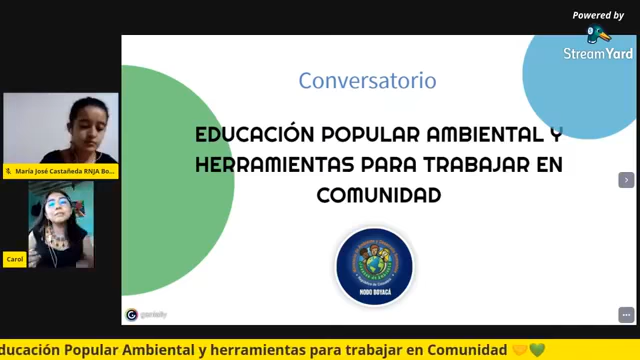 Powered by
StreamYard
Conversatorio
EDUCACIÓN POPULAR AMBIENTAL Y
HERRAMIENTAS PARA TRABAJAR EN
COMUNIDAD
NODO BOYACÁ
María José Castañeda RNJA Bo...
Carol
genially
ducación Popular Ambiental y herramientas para trabajar en Comunidad 🤝💚